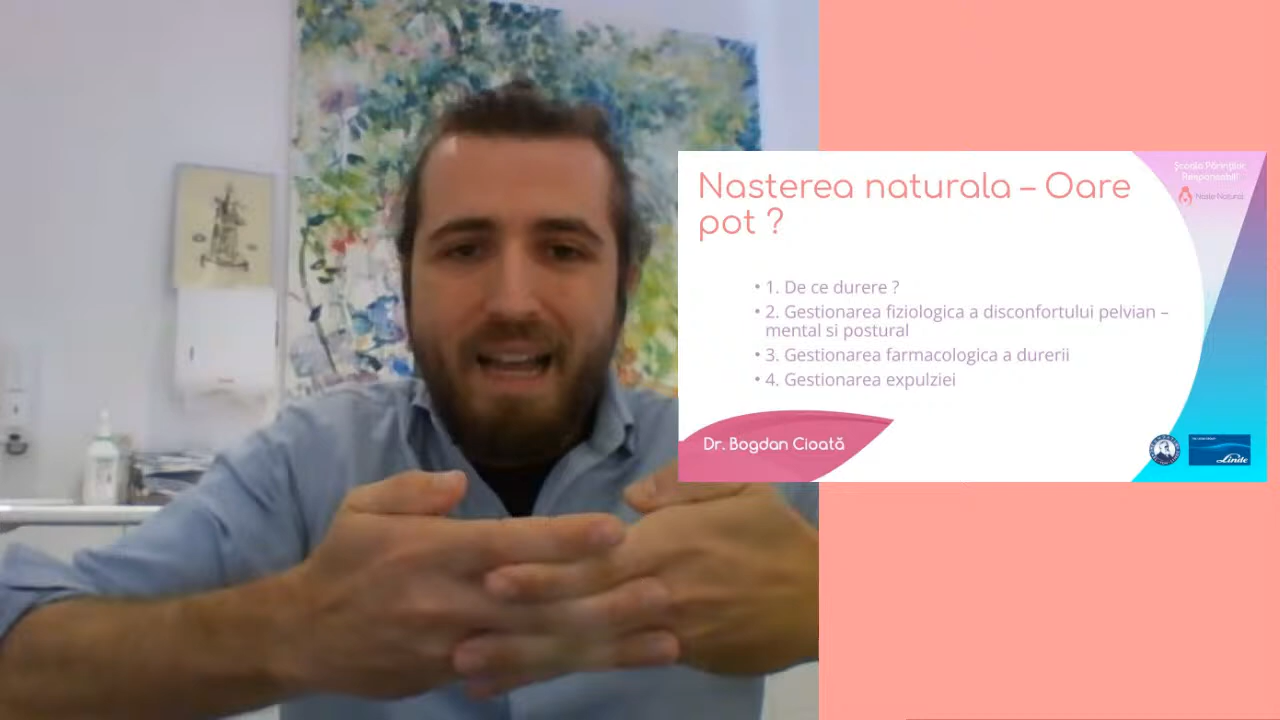 Nasterea naturala – Oare
pot ?
Școala Părinților
Responsabili
Naste Natural
• 1. De ce durere ?
• 2. Gestionarea fiziologica a disconfortului pelvian –
mental si postural
• 3. Gestionarea farmacologica a durerii
• 4. Gestionarea expulziei
Dr. Bogdan Cioată
Linde